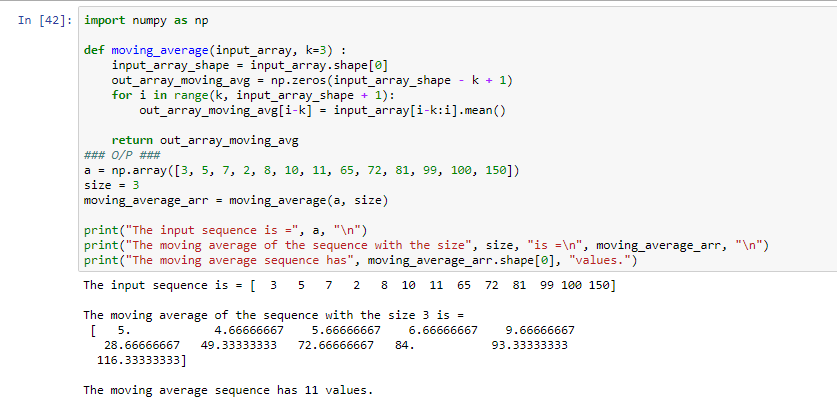 In [42]: import numpy as np
def moving_average(input_array, k=3) :
    input_array_shape = input_array.shape[0]
    out_array_moving_avg = np.zeros(input_array_shape - k + 1)
    for i in range(k, input_array_shape + 1):
        out_array_moving_avg[i-k] = input_array[i-k:i].mean()
    return out_array_moving_avg
### O/P ###
a = np.array([3, 5, 7, 2, 8, 10, 11, 65, 72, 81, 99, 100, 150])
size = 3
moving_average_arr = moving_average(a, size)
print("The input sequence is =", a, "\n")
print("The moving average of the sequence with the size", size, "is =\n", moving_average_arr, "\n")
print("The moving average sequence has", moving_average_arr.shape[0], "values.")
The input sequence is = [  3   5   7   2   8  10  11  65  72  81  99 100 150]
The moving average of the sequence with the size 3 is =
[   5.           4.66666667    5.66666667    6.66666667    9.66666667
   28.66666667   49.33333333   72.66666667   84.           93.33333333
  116.33333333]
The moving average sequence has 11 values.